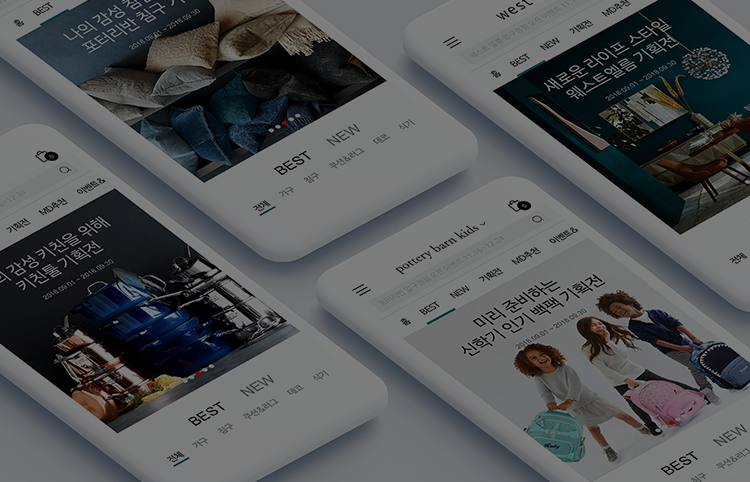 홈 BEST
나의 감성 침
포터리반 침구 기
2018.09.01 ~ 2018.09.30
BEST NEW
전체 가구 침구 쿠션&러그 데코 식기
west
홈 BEST NEW 기획전 MD추천
새로운 라이프 스타일
웨스트엘름 기획전
2018.09.01 ~ 2018.09.30
전체
0
기획전 MD추천 이벤트&
감성 키친을 위해
키친툴 기획전
2018.09.01 ~ 2018.09.30
BEST NEW
전체 가구 침구 쿠션&러그 데코 식기
pottery barn kids
0
홈 BEST NEW 기획전 MD추천 이벤트&
미리 준비하는
신학기 인기 백팩 기획전
2018.09.01 ~ 2018.09.30
BEST NEW
침구 쿠션&러그 데코